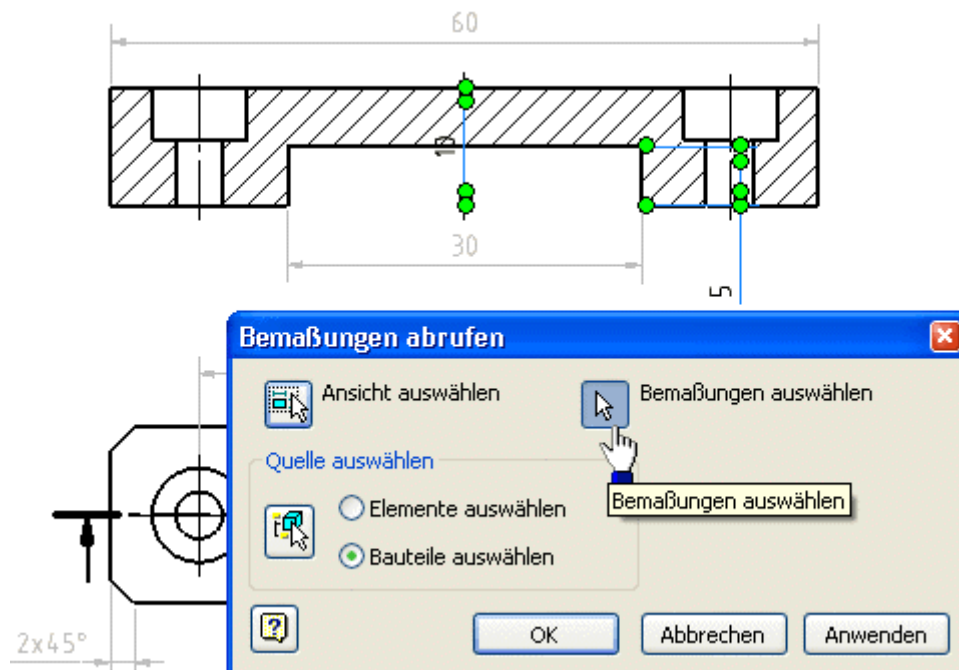 60
10
30
5
Bemaßungen abrufen
Ansicht auswählen
Bemaßungen auswählen
Quelle auswählen
Elemente auswählen
Bemaßungen auswählen
Bauteile auswählen
OK
Abbrechen
Anwenden
2x45°